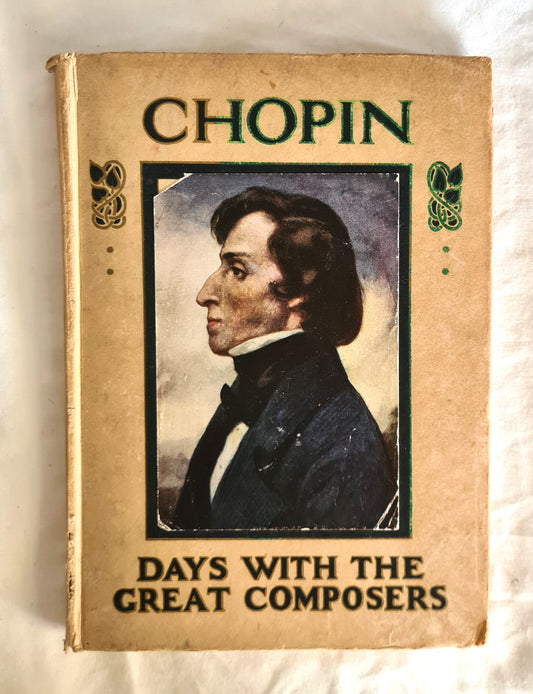 CHOPIN
DAYS WITH THE
GREAT COMPOSERS